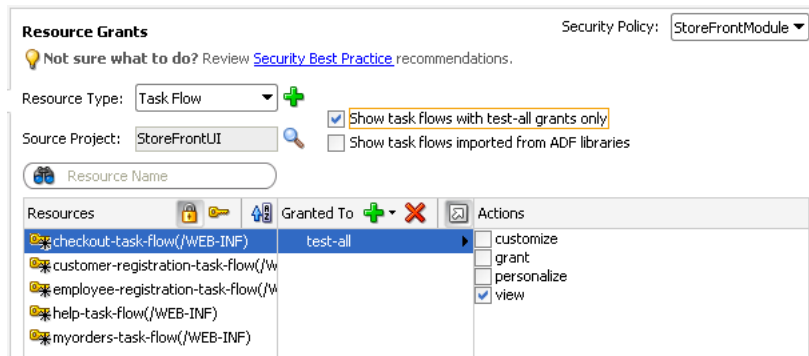 Resource Grants
Security Policy: StoreFrontModule
Not sure what to do? Review Security Best Practice recommendations.
Resource Type: Task Flow
Show task flows with test-all grants only
Source Project: StoreFrontUI
Show task flows imported from ADF libraries
Resource Name
Resources Granted To Actions
checkout-task-flow(/WEB-INF) test-all customize
grant
customer-registration-task-flow(/W
personalize
employee-registration-task-flow(/W
view
help-task-flow(/WEB-INF)
myorders-task-flow(/WEB-INF)